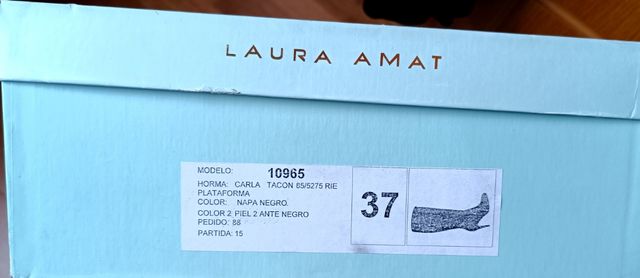 LAURA AMAT
MODELO: 10965
HORMA: CARLA TACON 85/5275 RIE
PLATAFORMA
COLOR: NAPA NEGRO.
COLOR 2 PIEL 2 ANTE NEGRO
PEDIDO: 88
PARTIDA: 15
37